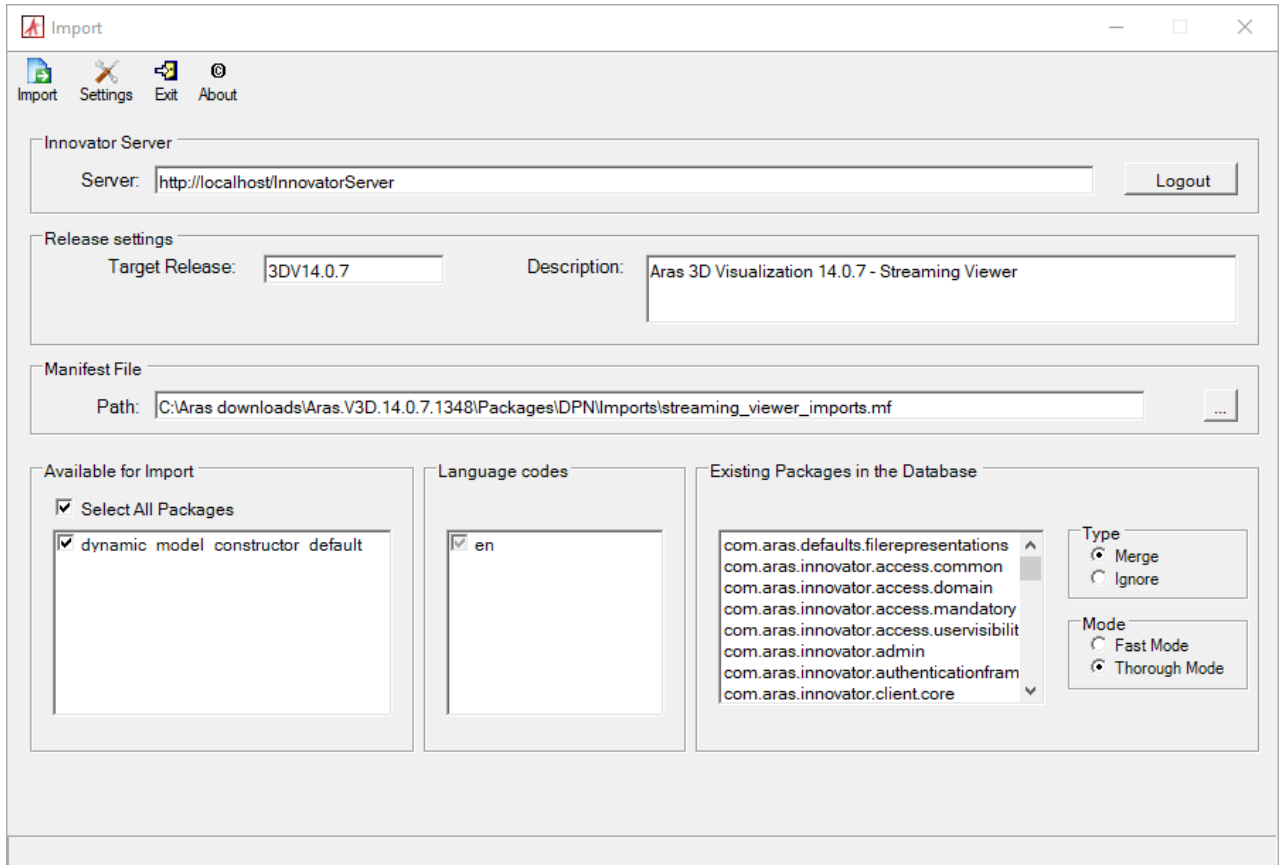 Import
Import Settings Exit About
Innovator Server
Server: http://localhost/InnovatorServer Logout
Release settings
Target Release: 3DV14.0.7 Description: Aras 3D Visualization 14.0.7 - Streaming Viewer
Manifest File
Path: C:\Aras downloads\Aras.V3D.14.0.7.1348\Packages\DPN\Imports\streaming_viewer_imports.mf ...
Available for Import
Select All Packages
dynamic_model_constructor_default
Language codes
en
Existing Packages in the Database
com.aras.defaults.filerepresentations
com.aras.innovator.access.common
com.aras.innovator.access.domain
com.aras.innovator.access.mandatory
com.aras.innovator.access.uservisibilit
com.aras.innovator.admin
com.aras.innovator.authenticationfram
com.aras.innovator.client.core
Type
Merge
Ignore
Mode
Fast Mode
Thorough Mode